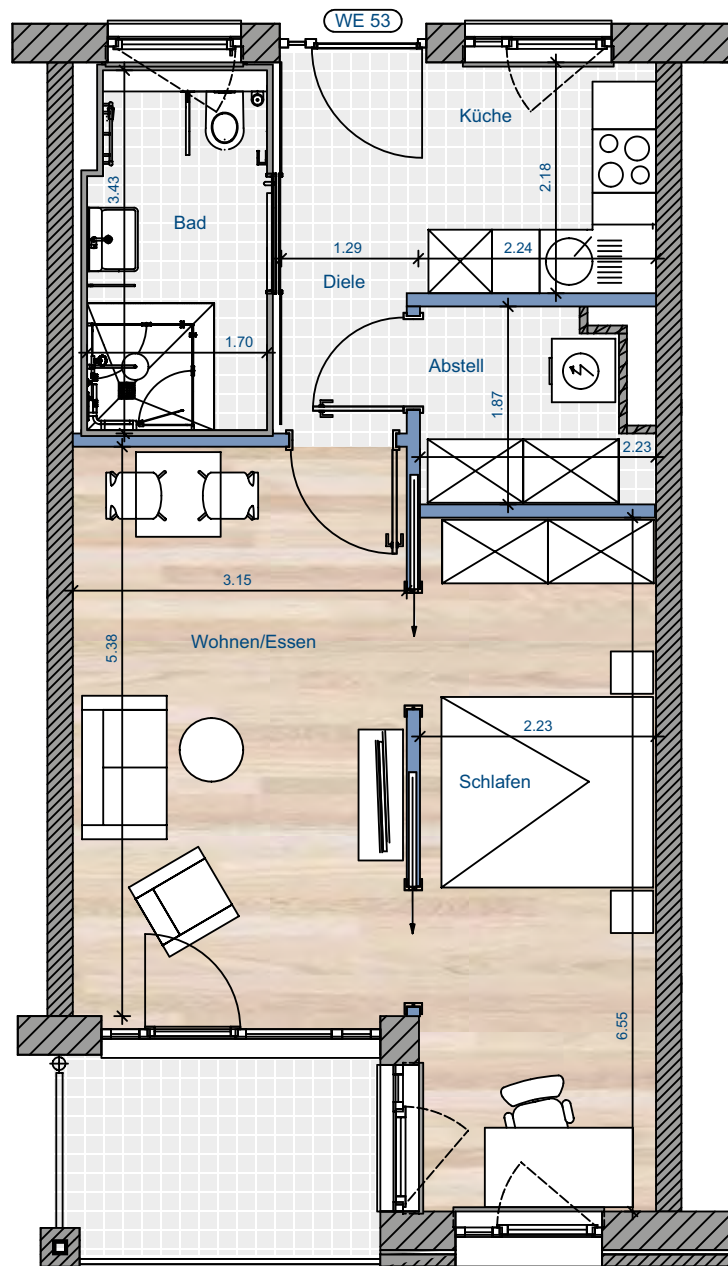 WE 53
Küche
3.43
2.18
Bad
1.29
2.24
Diele
1.70
Abstell
1.87
2.23
3.15
5.38
Wohnen/Essen
2.23
Schlafen
6.55